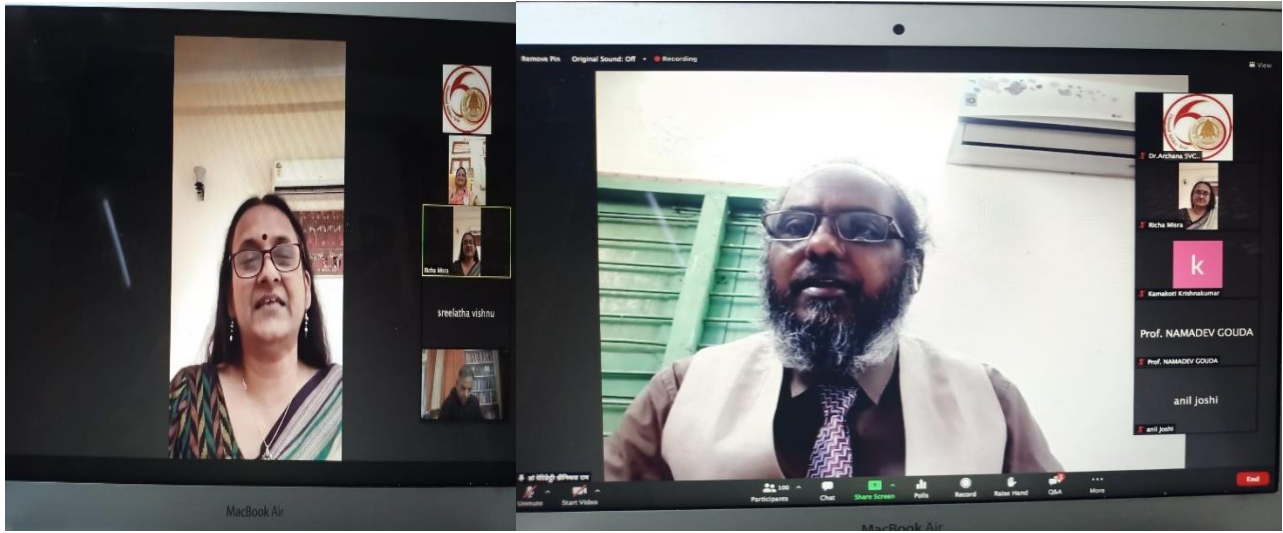 Richa Misra
sreelatha vishnu
MacBook Air
Remove Pin
Original Sound: Off
Recording
View
Dr.Archana SVC..
Richa Misra
k
Kamakoti Krishnakumar
Prof. NAMADEV GOUDA
Prof. NAMADEV GOUDA
anil joshi
anil joshi
Unmute
Start Video
Participants
100
Chat
Share Screen
Polls
Record
Raise Hand
Q&A
More
End
MacBook Air